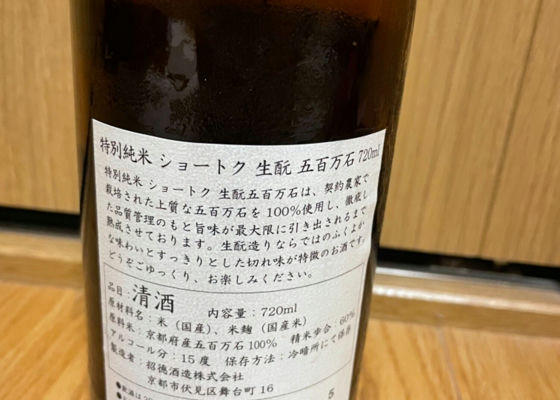 特別純米 ショートク 生酛 五百万石 720ml
特別純米 ショートク 生酛五百万石は、契約農家で
栽培された上質な五百万石を100%使用し、徹底し
た品質管理のもと旨味が最大限に引き出されるまで
熟成させております。生酛造りならではのふくよか
な味わいとすっきりとした切れ味が特徴のお酒です。
どうぞごゆっくり、お楽しみください。
品目：清酒 内容量：720ml
原材料名：米（国産）、米麹（国産米）
原料米：京都府産五百万石100% 精米歩合：60%
アルコール分：15度 保存方法：冷暗所にて保存
製造者：招德酒造株式会社
京都市伏見区舞台町16
5